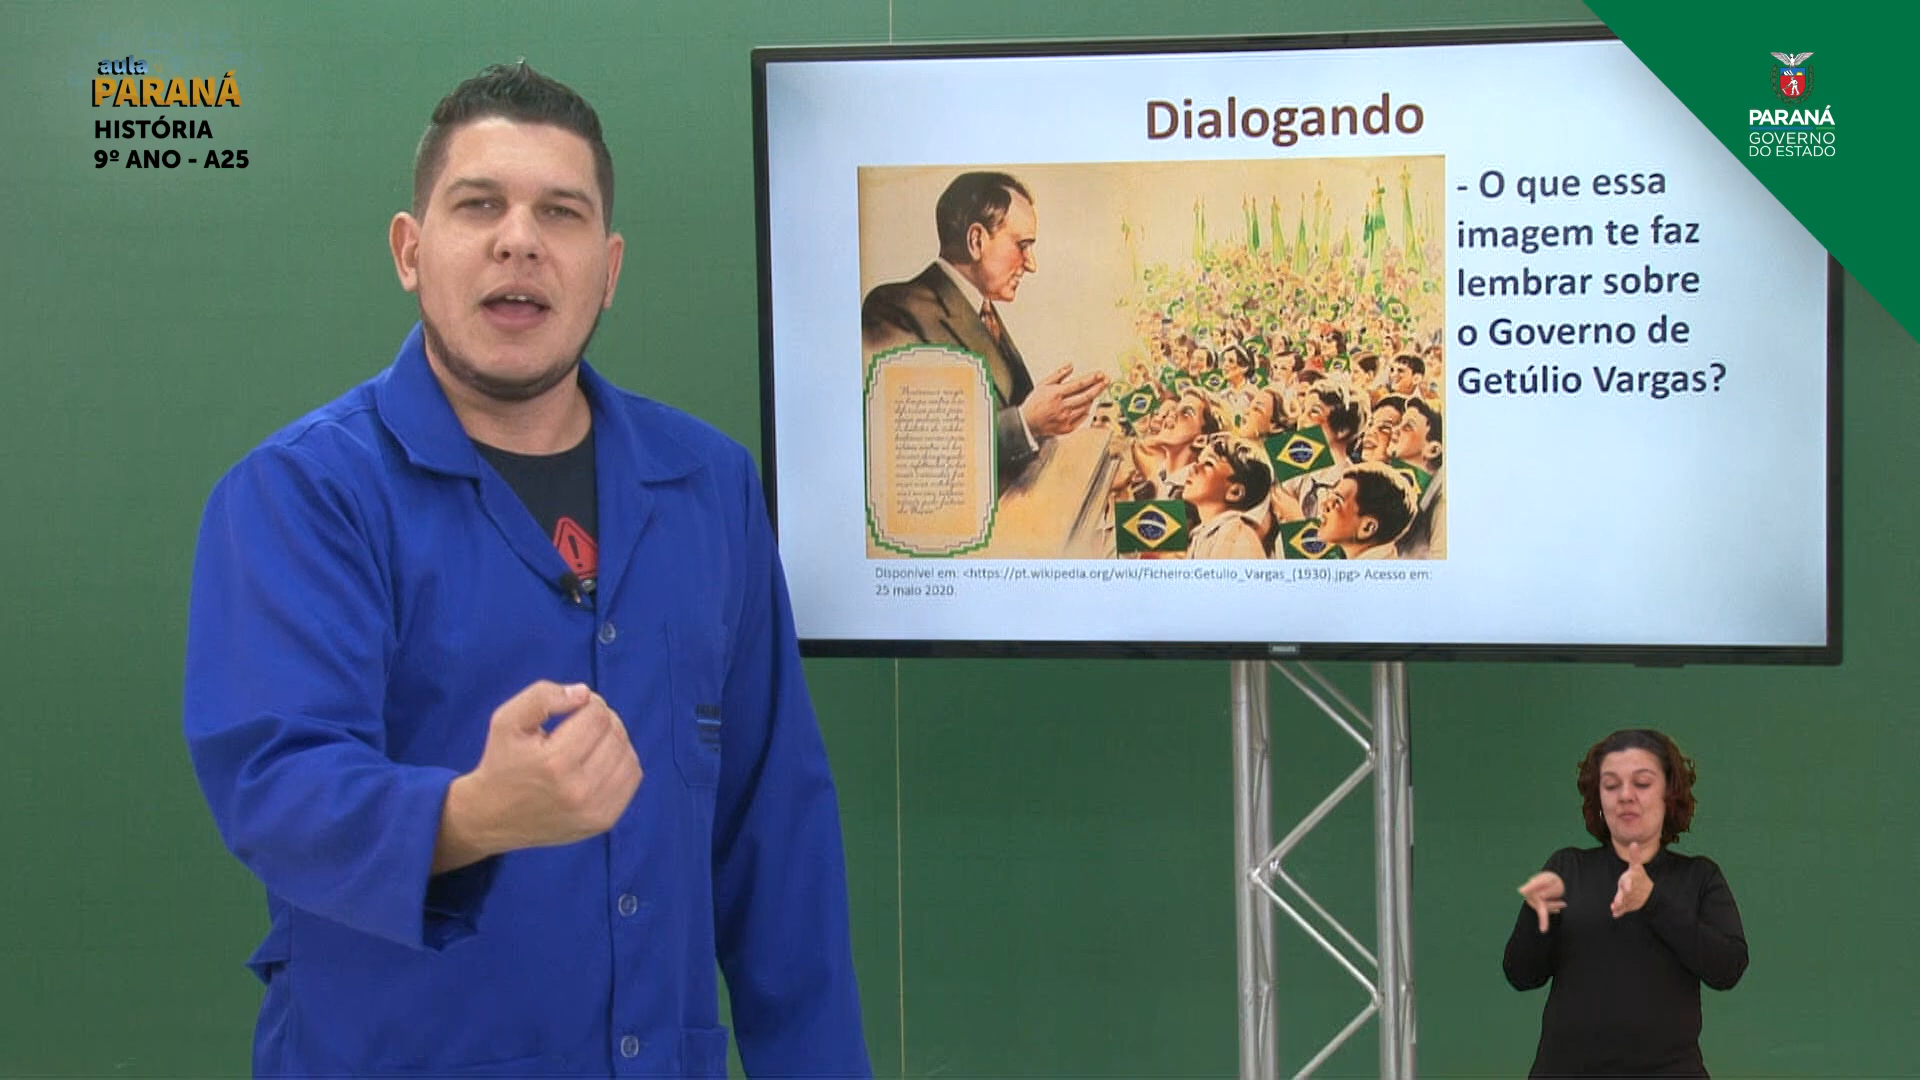 aula
PARANÁ
HISTÓRIA
9º ANO - A25
Dialogando
- O que essa
imagem te faz
lembrar sobre
o Governo de
Getúlio Vargas?
Disponível em: <https://pt.wikipedia.org/wiki/Ficheiro:Getulio_Vargas_(1930).jpg> Acesso em:
25 maio 2020.
PHILIPS
PARANÁ
GOVERNO
DO ESTADO